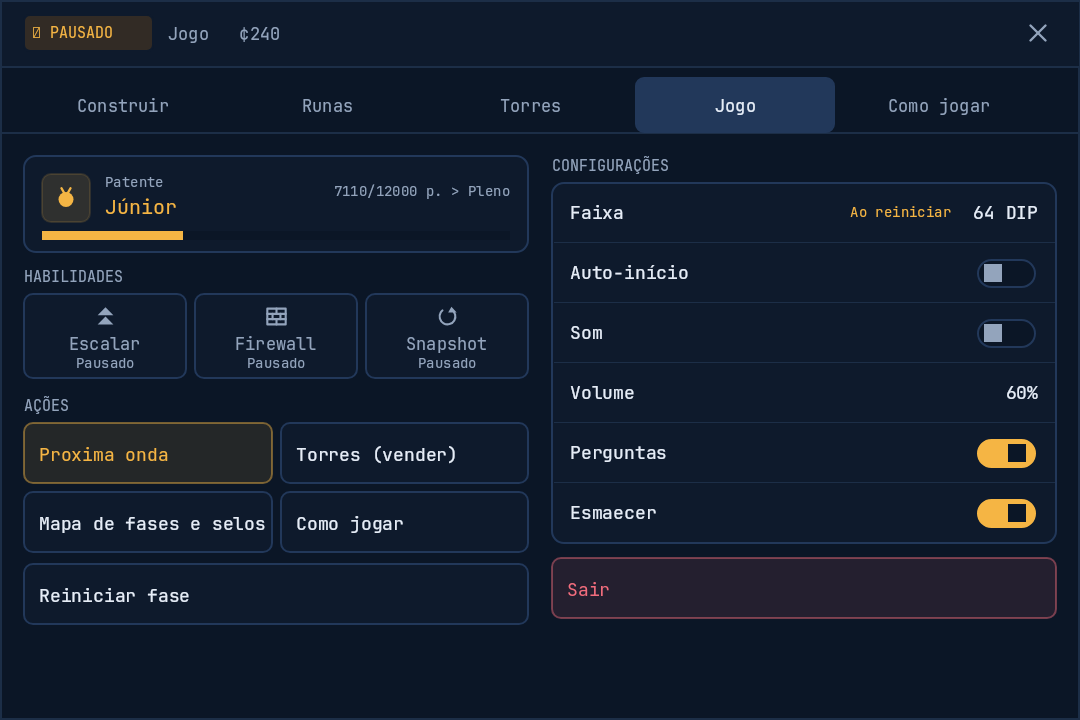 PAUSADO
Jogo
₵240
Construir
Runas
Torres
Jogo
Como jogar
Patente
Júnior
7110/12000 p. > Pleno
HABILIDADES
Escalar
Pausado
Firewall
Pausado
Snapshot
Pausado
AÇÕES
Proxima onda
Torres (vender)
Mapa de fases e selos
Como jogar
Reiniciar fase
CONFIGURAÇÕES
Faixa
Ao reiniciar
64 DIP
Auto-início
Som
Volume
60%
Perguntas
Esmaecer
Sair